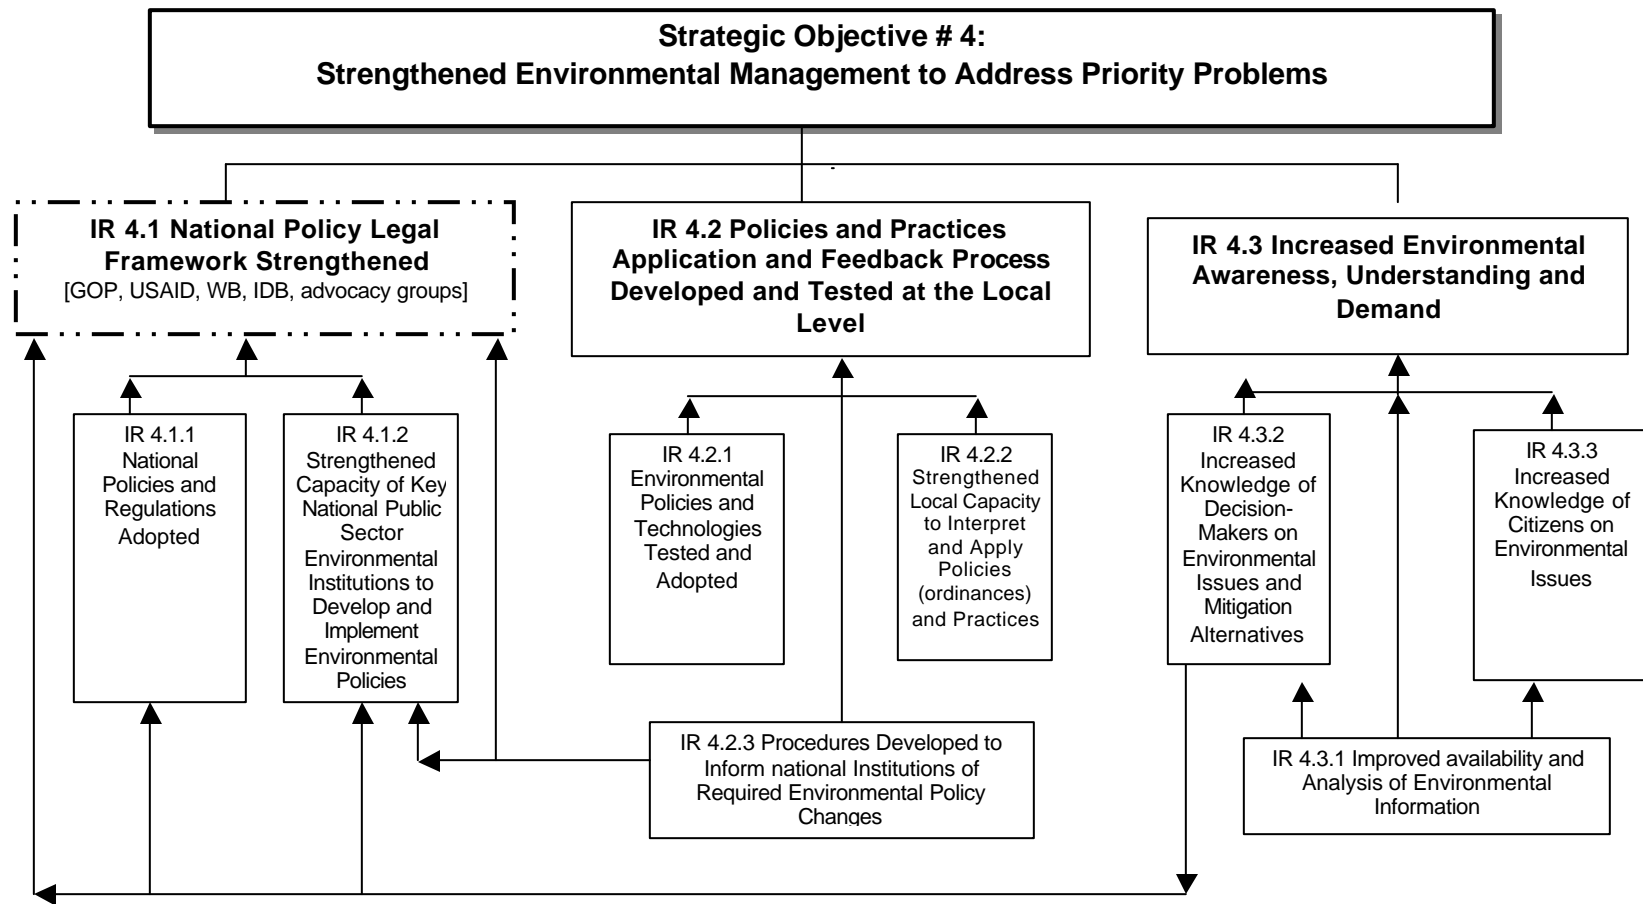 Strategic Objective # 4:
Strengthened Environmental Management to Address Priority Problems
IR 4.1 National Policy Legal
Framework Strengthened
[GOP, USAID, WB, IDB, advocacy groups]
IR 4.2 Policies and Practices
Application and Feedback Process
Developed and Tested at the Local
Level
IR 4.3 Increased Environmental
Awareness, Understanding and
Demand
IR 4.1.1
National
Policies and
Regulations
Adopted
IR 4.1.2
Strengthened
Capacity of Key
National Public
Sector
Environmental
Institutions to
Develop and
Implement
Environmental
Policies
IR 4.2.1
Environmental
Policies and
Technologies
Tested and
Adopted
IR 4.2.2
Strengthened
Local Capacity
to Interpret
and Apply
Policies
(ordinances)
and Practices
IR 4.3.2
Increased
Knowledge of
Decision-
Makers on
Environmental
Issues and
Mitigation
Alternatives
IR 4.3.3
Increased
Knowledge of
Citizens on
Environmental
Issues
IR 4.2.3 Procedures Developed to
Inform national Institutions of
Required Environmental Policy
Changes
IR 4.3.1 Improved availability and
Analysis of Environmental
Information